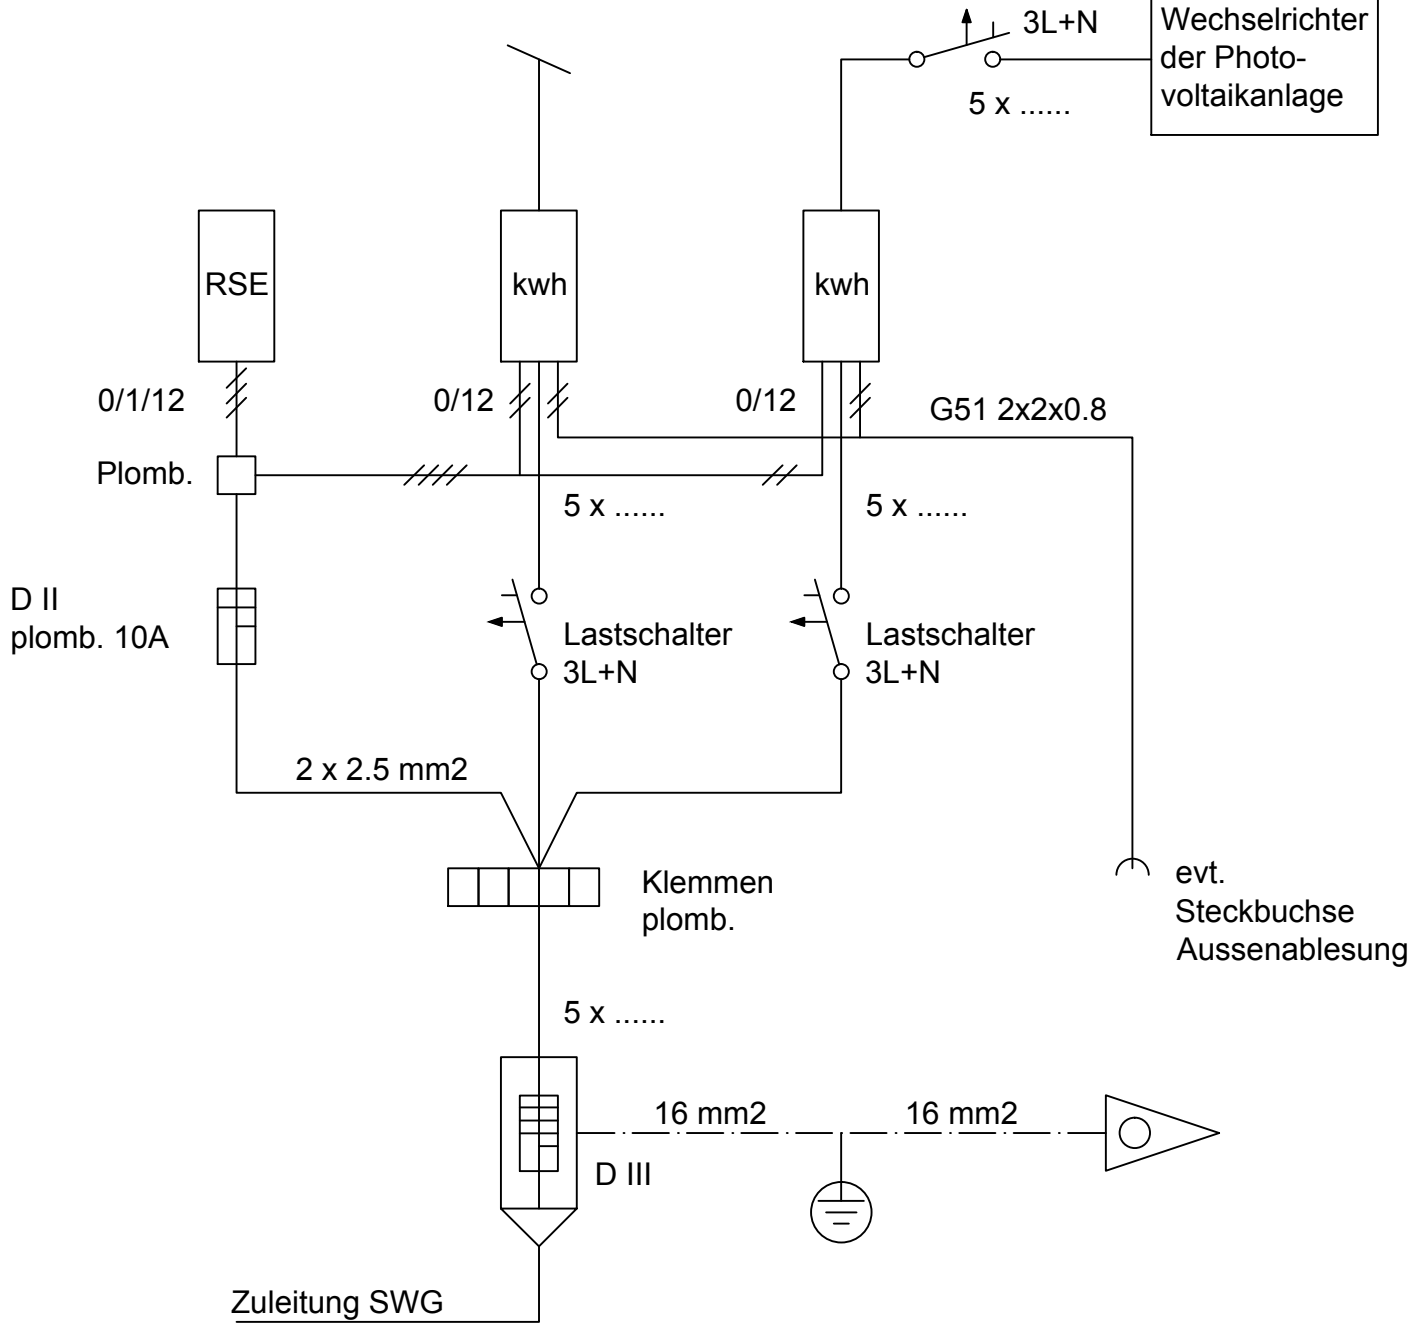 3L+N
Wechselrichter
der Photo-
voltaikanlage
5 x ......
RSE
kwh
kwh
0/1/12
0/12
0/12
G51 2x2x0.8
Plomb.
5 x ......
5 x ......
D II
plomb. 10A
Lastschalter
3L+N
Lastschalter
3L+N
2 x 2.5 mm2
Klemmen
plomb.
evt.
Steckbuchse
Aussenablesung
5 x ......
16 mm2
16 mm2
D III
Zuleitung SWG